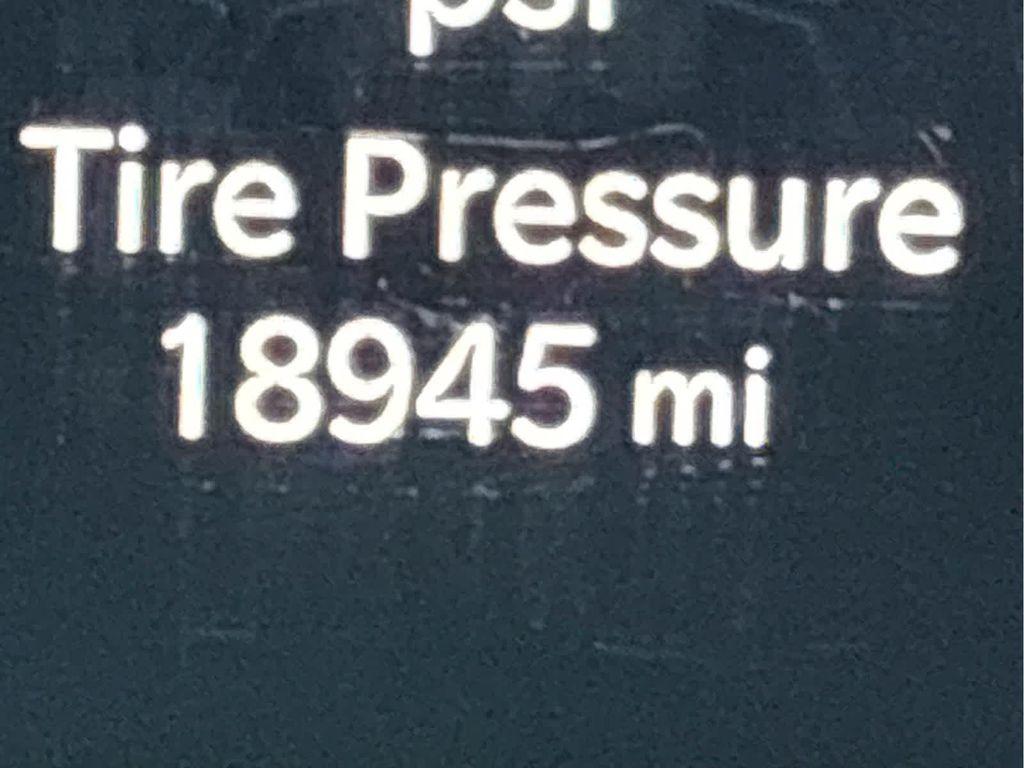 psi
Tire Pressure
18945 mi